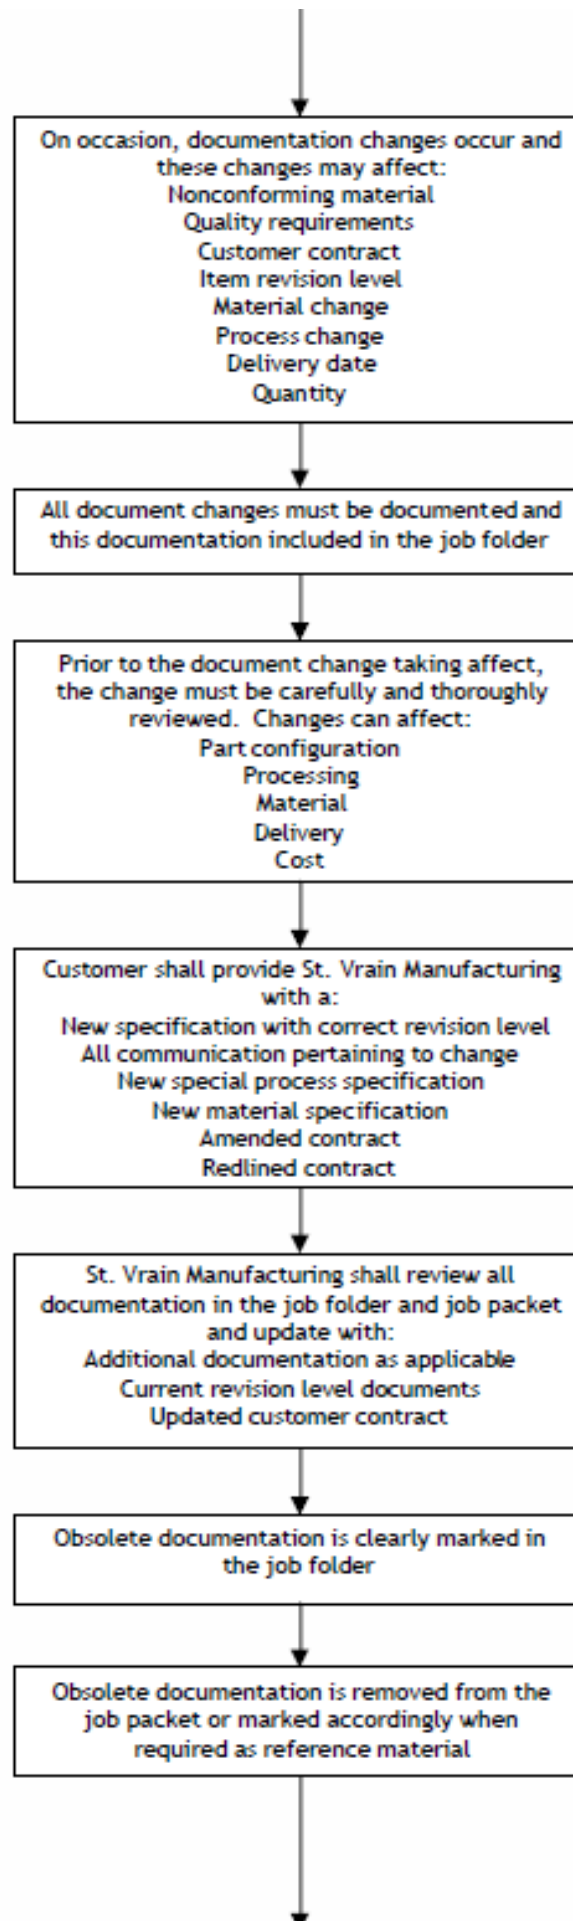 On occasion, documentation changes occur and
these changes may affect:
Nonconforming material
Quality requirements
Customer contract
Item revision level
Material change
Process change
Delivery date
Quantity
All document changes must be documented and
this documentation included in the job folder
Prior to the document change taking affect,
the change must be carefully and thoroughly
reviewed. Changes can affect:
Part configuration
Processing
Material
Delivery
Cost
Customer shall provide St. Vrain Manufacturing
with a:
New specification with correct revision level
All communication pertaining to change
New special process specification
New material specification
Amended contract
Redlined contract
St. Vrain Manufacturing shall review all
documentation in the job folder and job packet
and update with:
Additional documentation as applicable
Current revision level documents
Updated customer contract
Obsolete documentation is clearly marked in
the job folder
Obsolete documentation is removed from the
job packet or marked accordingly when
required as reference material